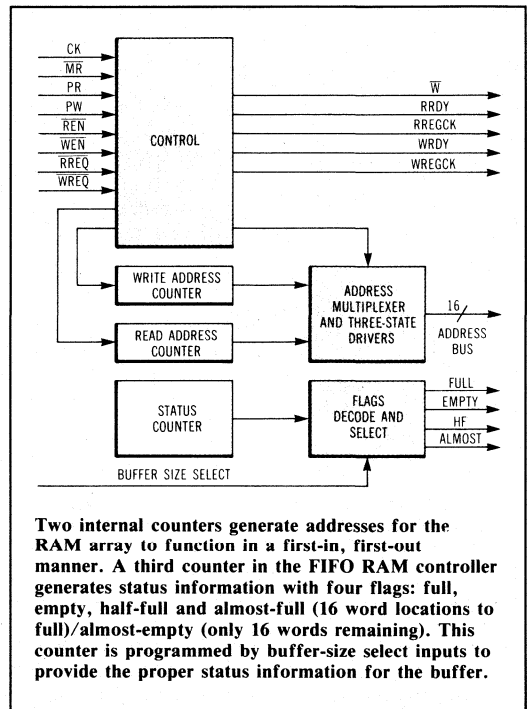 CK
M̅R̅
PR
PW
R̅E̅N̅
W̅E̅N̅
R̅R̅E̅Q̅
W̅R̅E̅Q̅
CONTROL
W̅
RRDY
RREGCK
WRDY
WREGCK
WRITE ADDRESS
COUNTER
READ ADDRESS
COUNTER
ADDRESS
MULTIPLEXER
AND THREE-STATE
DRIVERS
16
ADDRESS
BUS
STATUS
COUNTER
FLAGS
DECODE AND
SELECT
FULL
EMPTY
HF
ALMOST
BUFFER SIZE SELECT
Two internal counters generate addresses for the
RAM array to function in a first-in, first-out
manner. A third counter in the FIFO RAM controller
generates status information with four flags: full,
empty, half-full and almost-full (16 word locations to
full)/almost-empty (only 16 words remaining). This
counter is programmed by buffer-size select inputs to
provide the proper status information for the buffer.